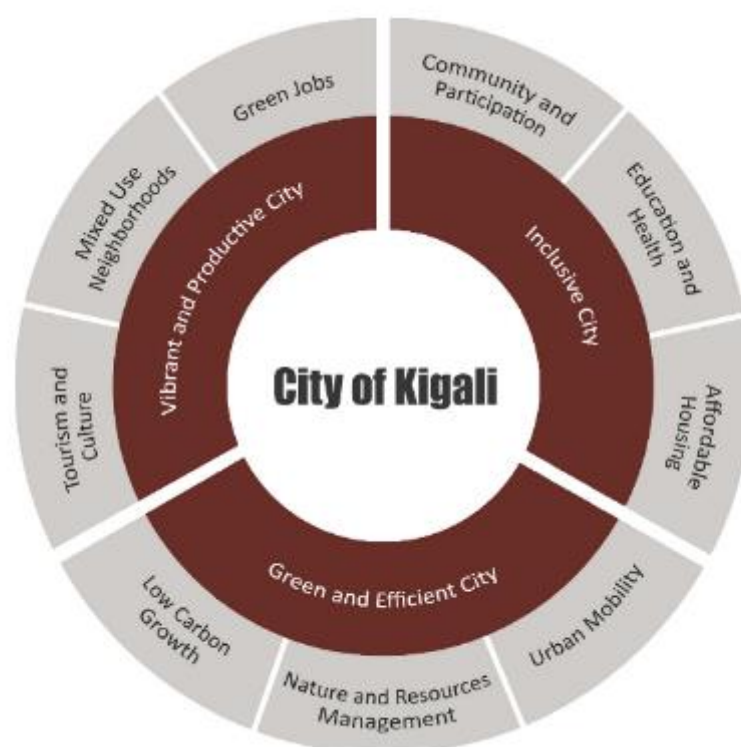 City of Kigali
Inclusive City
Community and
Participation
Education and
Health
Affordable
Housing
Green and Efficient City
Urban Mobility
Nature and Resources
Management
Low Carbon
Growth
Vibrant and Productive City
Tourism and
Culture
Mixed Use
Neighborhoods
Green Jobs